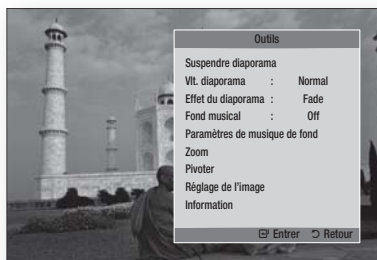 Outils
Suspendre diaporama
Vlt. diaporama : Normal
Effet du diaporama : Fade
Fond musical : Off
Paramètres de musique de fond
Zoom
Pivoter
Réglage de l'image
Information
Entrer Retour